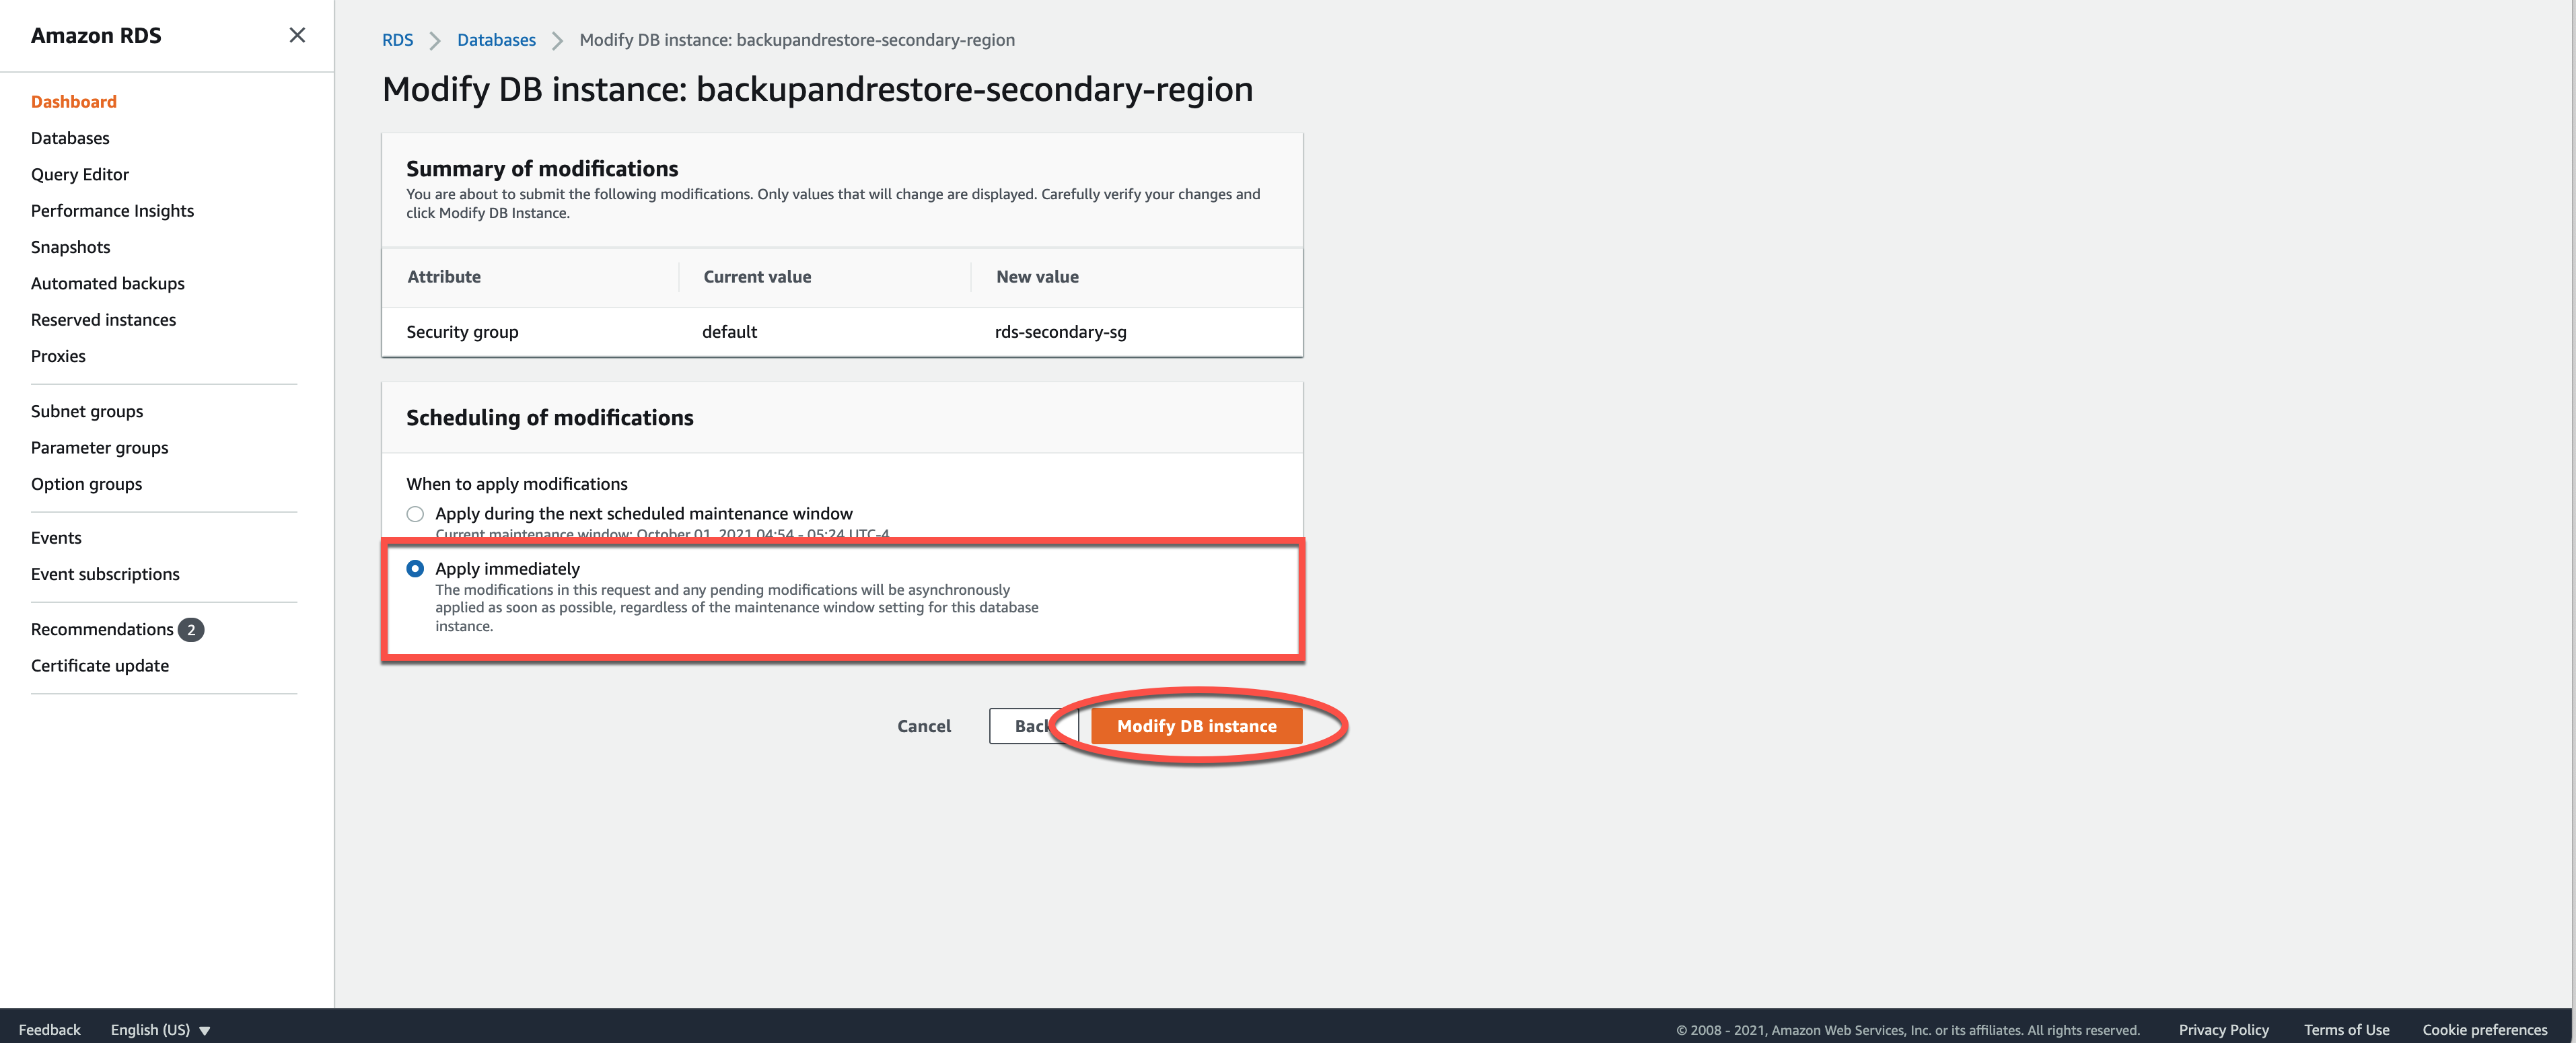 Amazon RDS
Dashboard
Databases
Query Editor
Performance Insights
Snapshots
Automated backups
Reserved instances
Proxies
Subnet groups
Parameter groups
Option groups
Events
Event subscriptions
Recommendations 2
Certificate update
RDS > Databases > Modify DB instance: backupandrestore-secondary-region
Modify DB instance: backupandrestore-secondary-region
Summary of modifications
You are about to submit the following modifications. Only values that will change are displayed. Carefully verify your changes and
click Modify DB Instance.
Attribute Current value New value
Security group default rds-secondary-sg
Scheduling of modifications
When to apply modifications
Apply during the next scheduled maintenance window
Current maintenance window: October 01, 2021 04:54 - 05:24 UTC-4
Apply immediately
The modifications in this request and any pending modifications will be asynchronously
applied as soon as possible, regardless of the maintenance window setting for this database
instance.
Cancel Back Modify DB instance
Feedback English (US) © 2008 - 2021, Amazon Web Services, Inc. or its affiliates. All rights reserved. Privacy Policy Terms of Use Cookie preferences